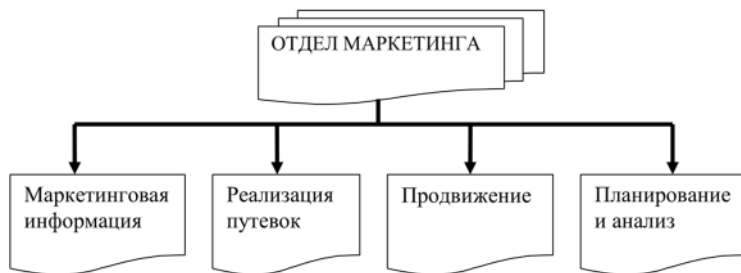 ОТДЕЛ МАРКЕТИНГА
Маркетинговая
информация
Реализация
путевок
Продвижение
Планирование
и анализ